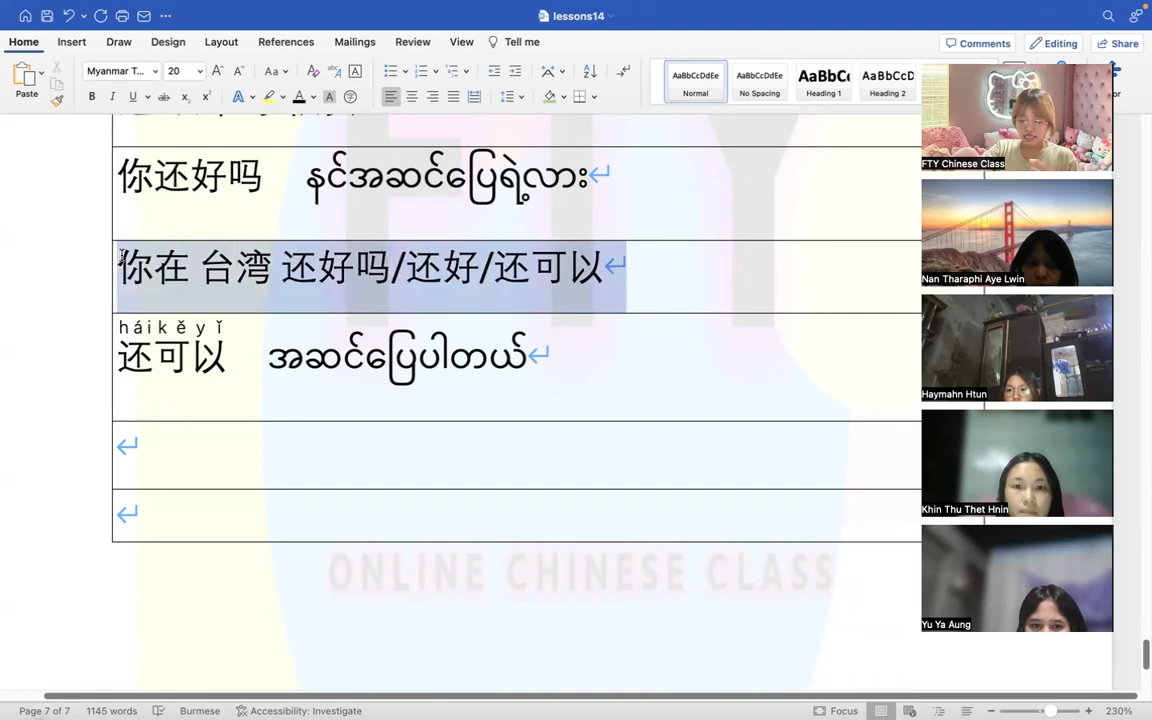 lessons14
Home Insert Draw Design Layout References Mailings Review View Tell me
Comments Editing Share
Paste
Myanmar T... 20
AaBbCcDdEe Normal
AaBbCcDdEe No Spacing
AaBbCc Heading 1
AaBbCcD Heading 2
你还好吗 နင်အဆင်ပြေရဲ့လား
你在 台湾 还好吗/还好/还可以
háikěyǐ
还可以 အဆင်ပြေပါတယ်
FTY
ONLINE CHINESE CLASS
FTY Chinese Class
Nan Tharaphi Aye Lwin
Haymahn Htun
Khin Thu Thet Hnin
Yu Ya Aung
Page 7 of 7 1145 words Burmese Accessibility: Investigate Focus 230%